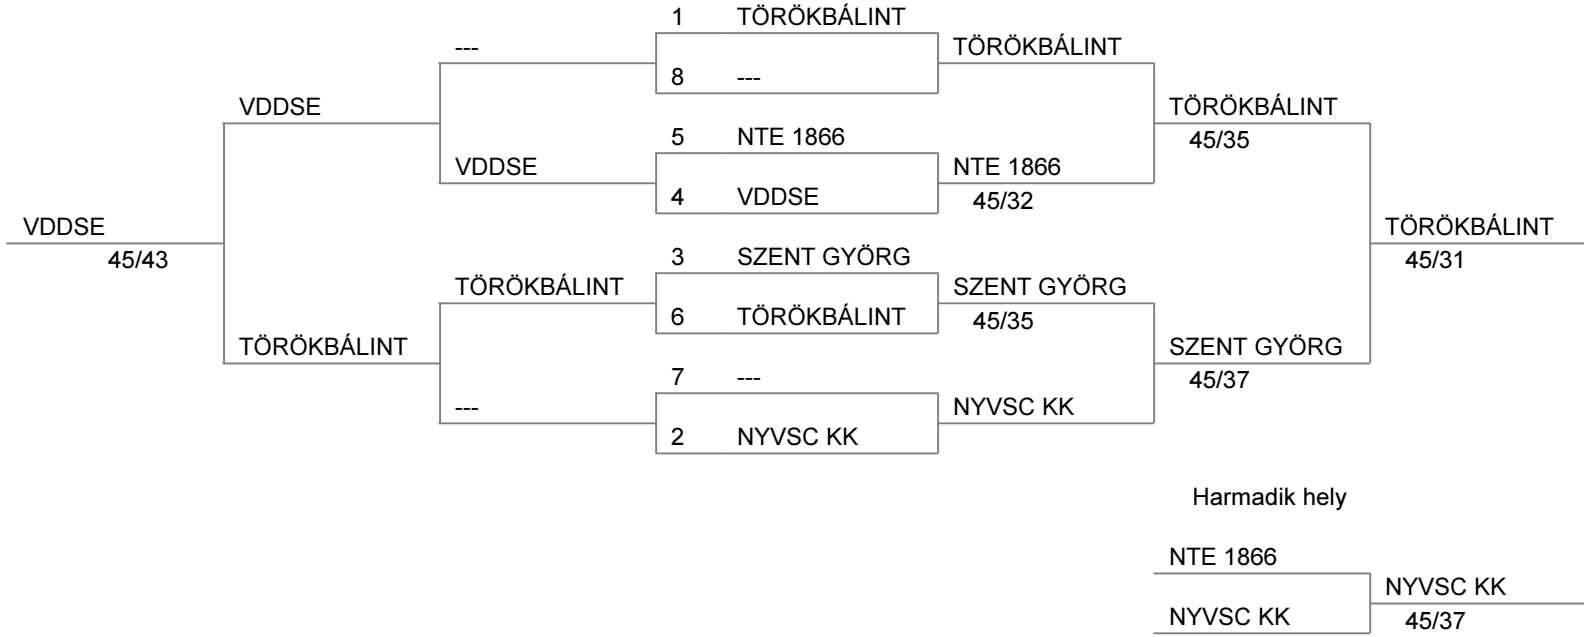 1 TÖRÖKBÁLINT
--- TÖRÖKBÁLINT
8 ---
VDDSE TÖRÖKBÁLINT
5 NTE 1866 45/35
VDDSE NTE 1866
4 VDDSE 45/32
VDDSE TÖRÖKBÁLINT
45/43 3 SZENT GYÖRG 45/31
TÖRÖKBÁLINT SZENT GYÖRG
6 TÖRÖKBÁLINT 45/35
TÖRÖKBÁLINT SZENT GYÖRG
7 --- 45/37
--- NYVSC KK
2 NYVSC KK
Harmadik hely
NTE 1866
NYVSC KK
NYVSC KK 45/37